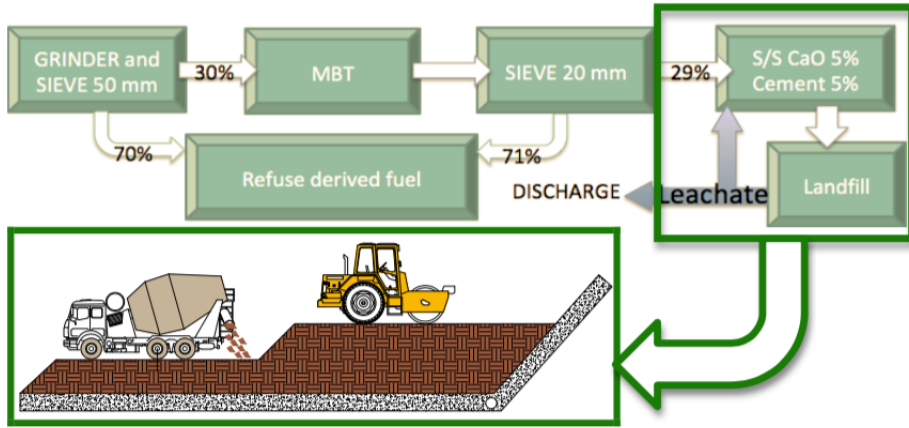 GRINDER and
SIEVE 50 mm
30%
MBT
SIEVE 20 mm
29%
S/S CaO 5%
Cement 5%
70%
Refuse derived fuel
71%
DISCHARGE
Leachate
Landfill